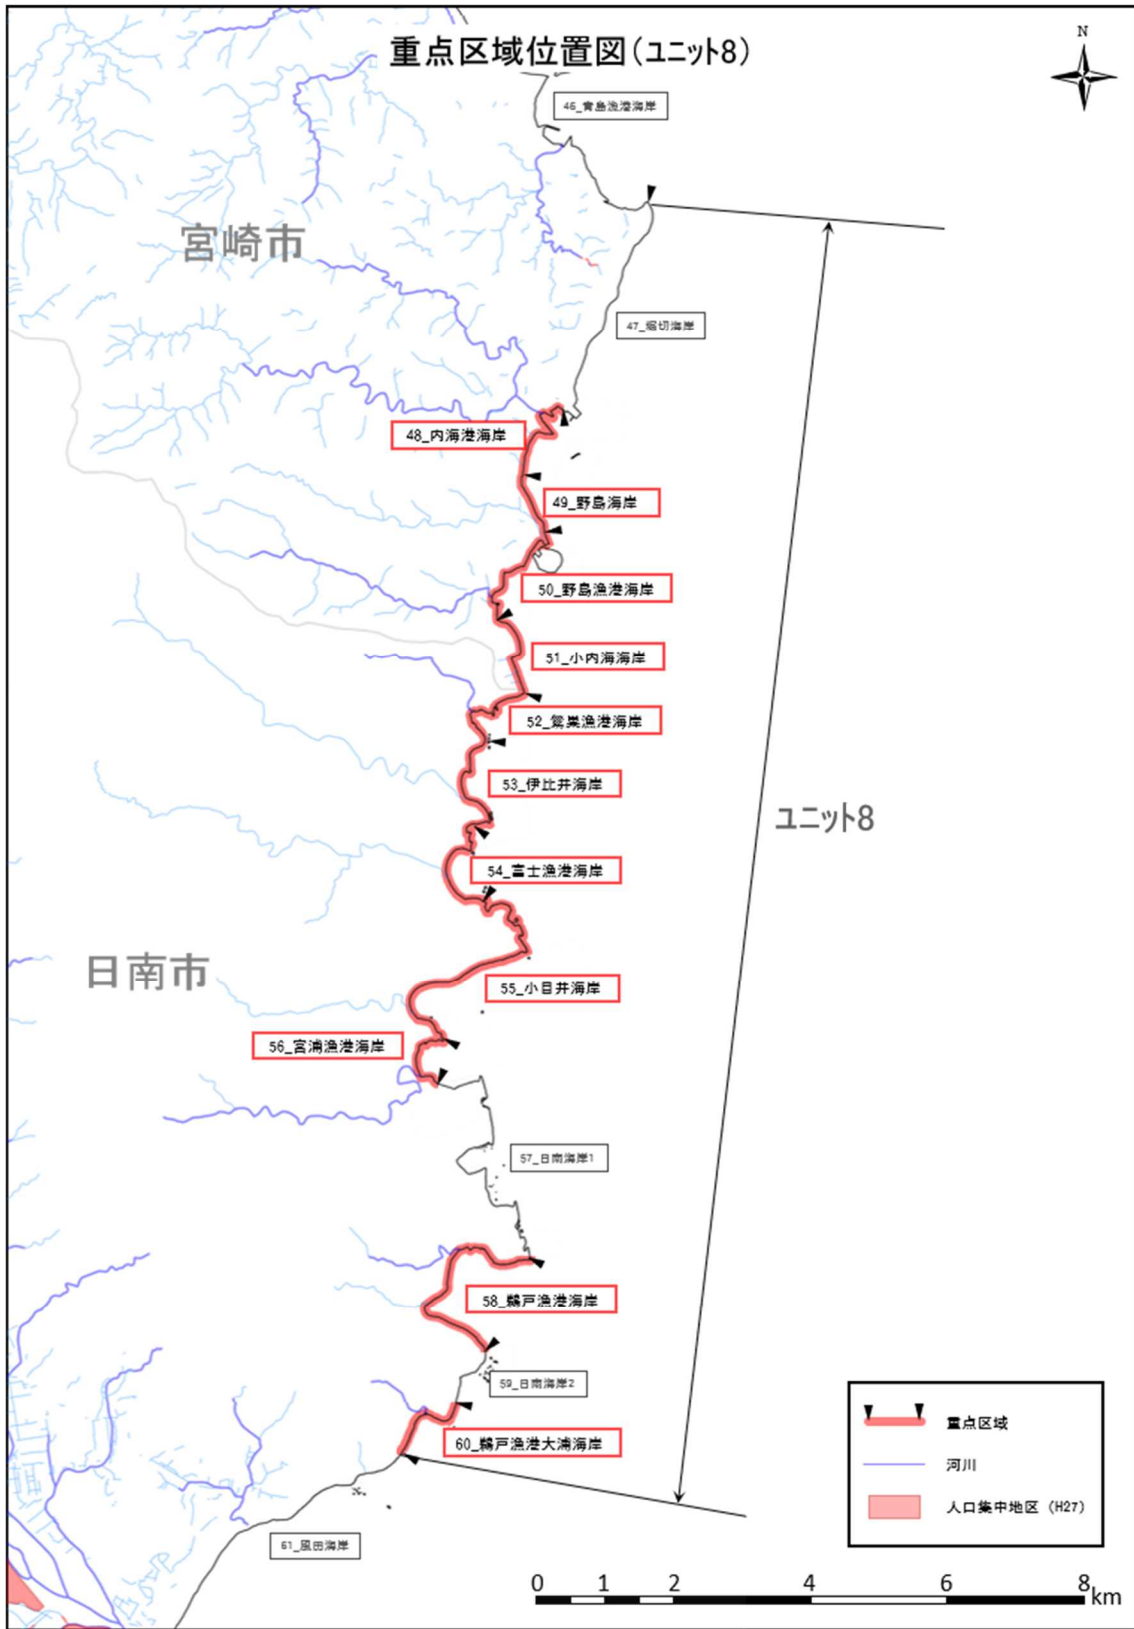 重点区域位置図(ユニット8)
N
46_青島漁港海岸
宮崎市
47_堀切海岸
48_内海港海岸
49_野島海岸
50_野島漁港海岸
51_小内海海岸
52_鶯巣漁港海岸
53_伊比井海岸
ユニット8
54_富士漁港海岸
日南市
55_小目井海岸
56_宮浦漁港海岸
57_日南海岸1
58_鵜戸漁港海岸
59_日南海岸2
60_鵜戸漁港大浦海岸
61_風田海岸
重点区域
河川
人口集中地区 (H27)
0 1 2 4 6 8 km